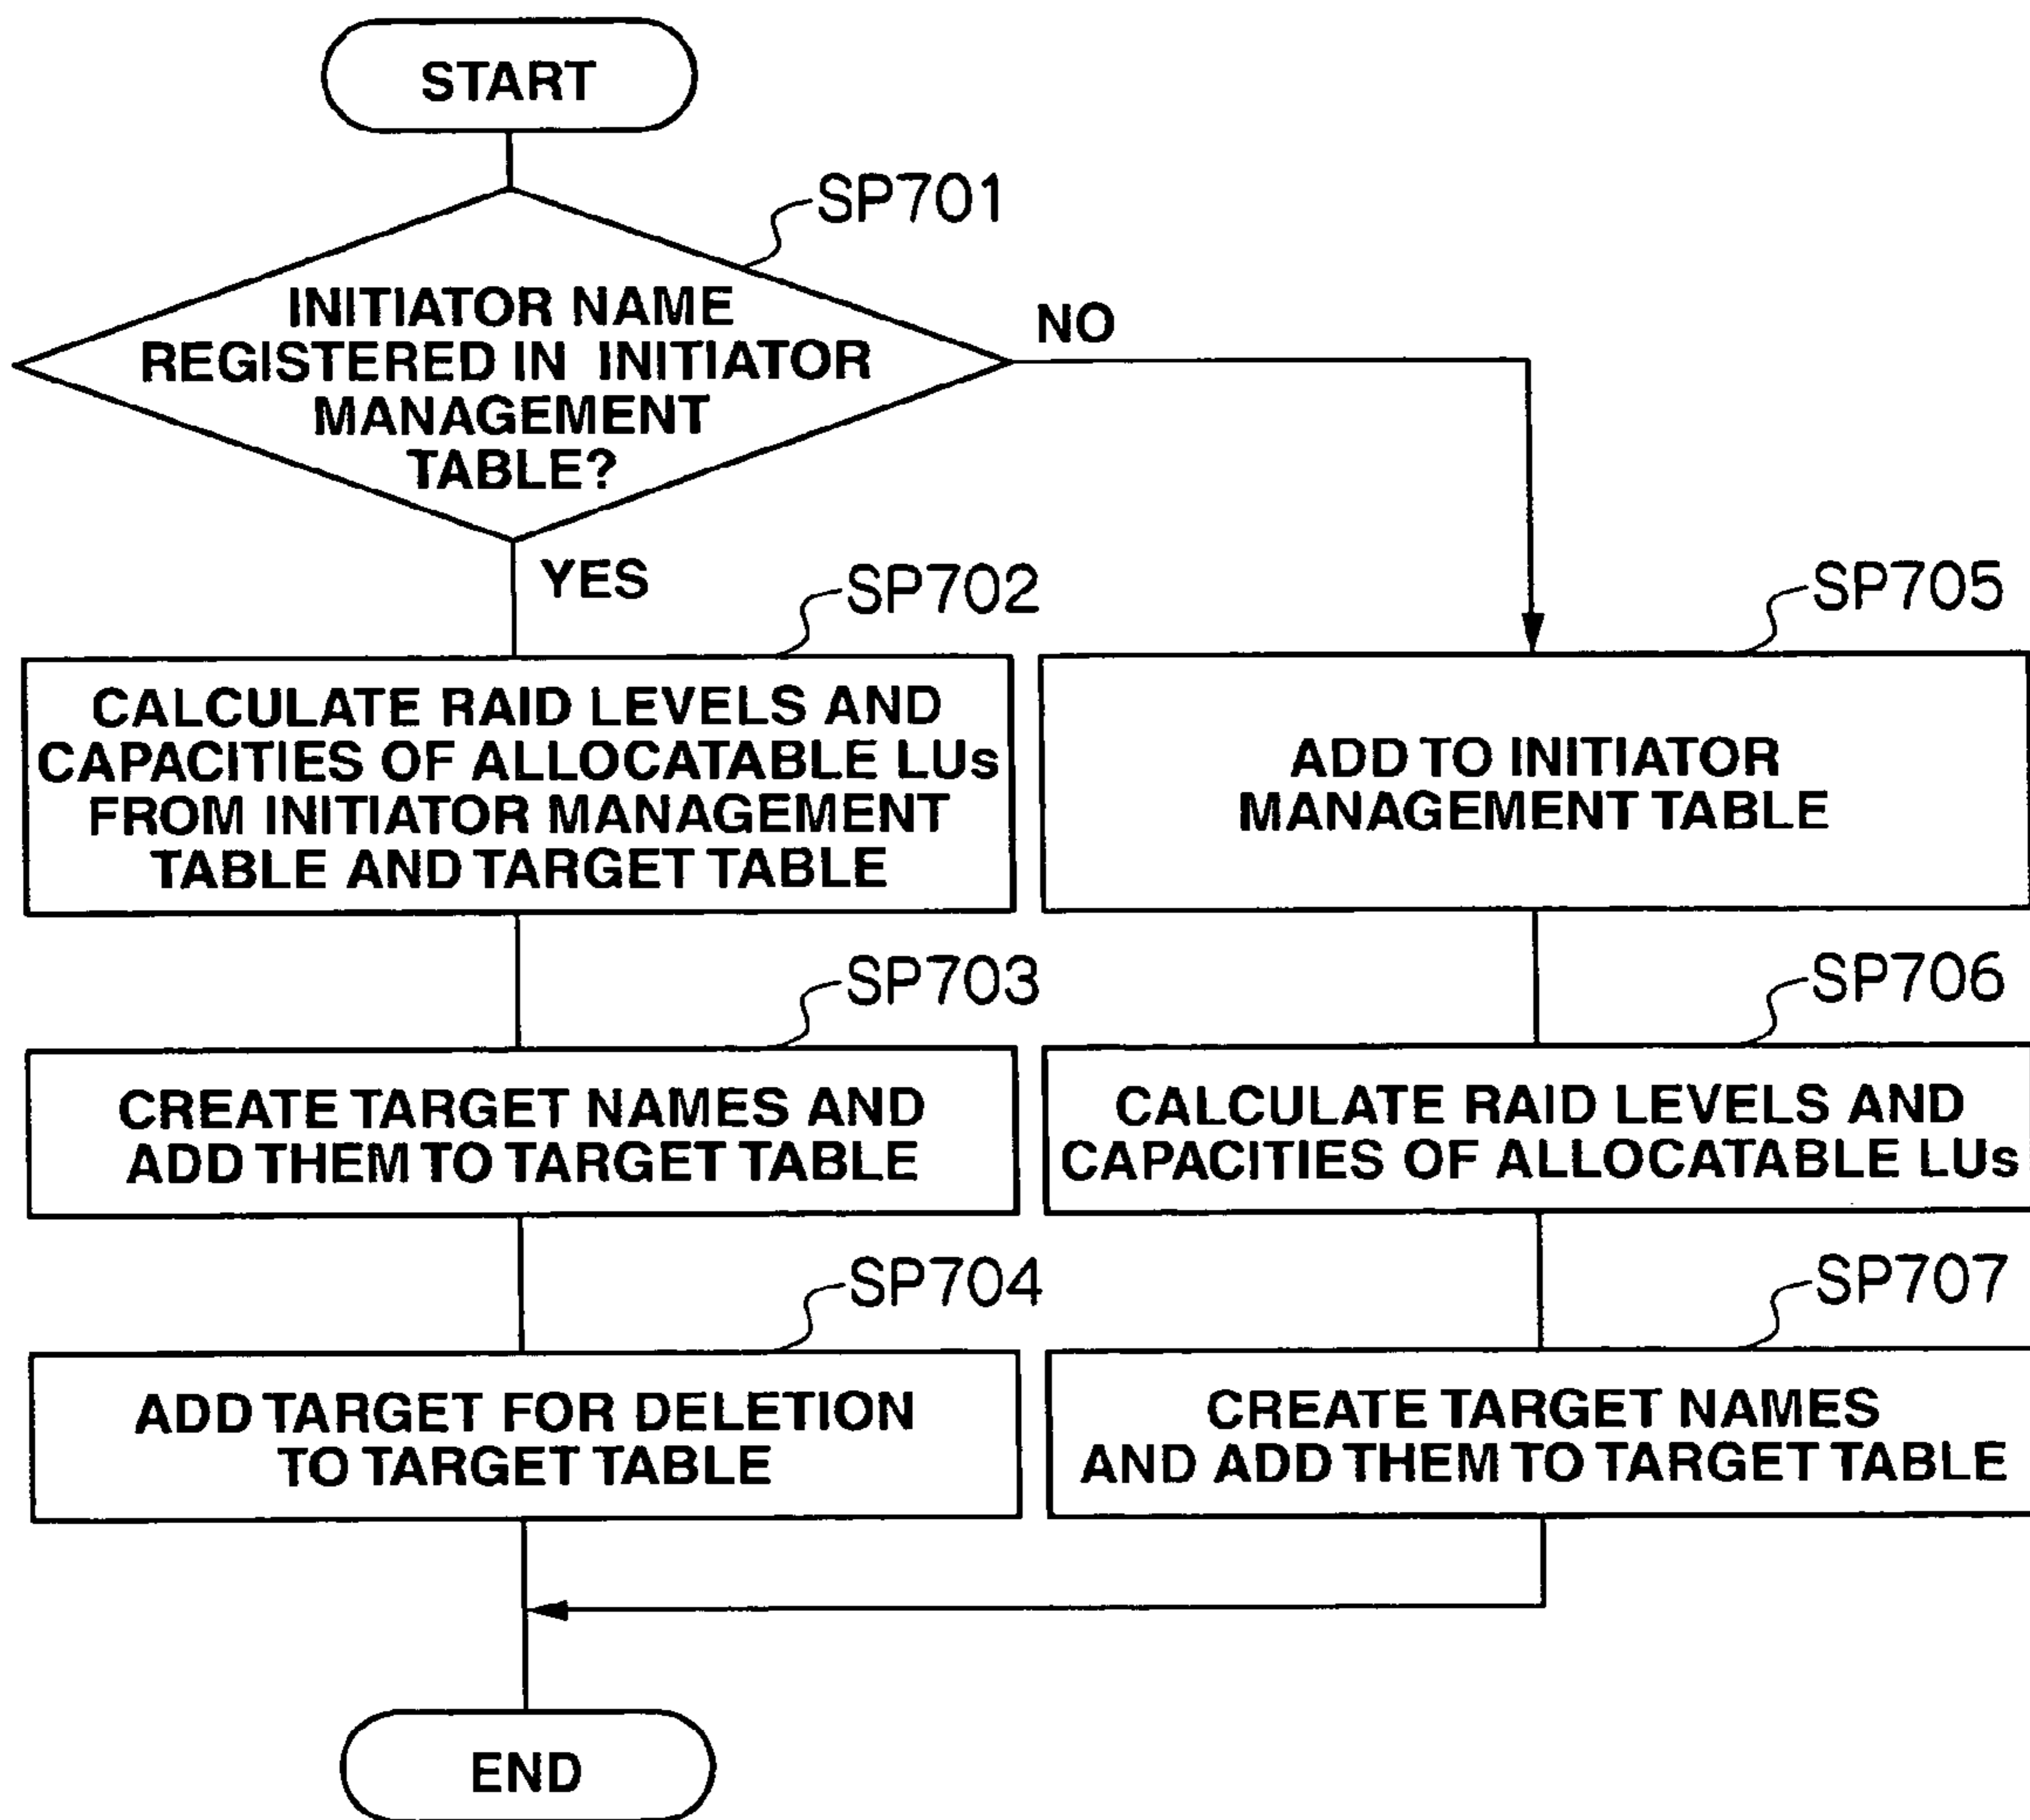 START
SP701
INITIATOR NAME
REGISTERED IN INITIATOR
MANAGEMENT
TABLE?
NO
YES
SP702
CALCULATE RAID LEVELS AND
CAPACITIES OF ALLOCATABLE LUs
FROM INITIATOR MANAGEMENT
TABLE AND TARGET TABLE
SP703
CREATE TARGET NAMES AND
ADD THEM TO TARGET TABLE
SP704
ADD TARGET FOR DELETION
TO TARGET TABLE
SP705
ADD TO INITIATOR
MANAGEMENT TABLE
SP706
CALCULATE RAID LEVELS AND
CAPACITIES OF ALLOCATABLE LUs
SP707
CREATE TARGET NAMES
AND ADD THEM TO TARGET TABLE
END